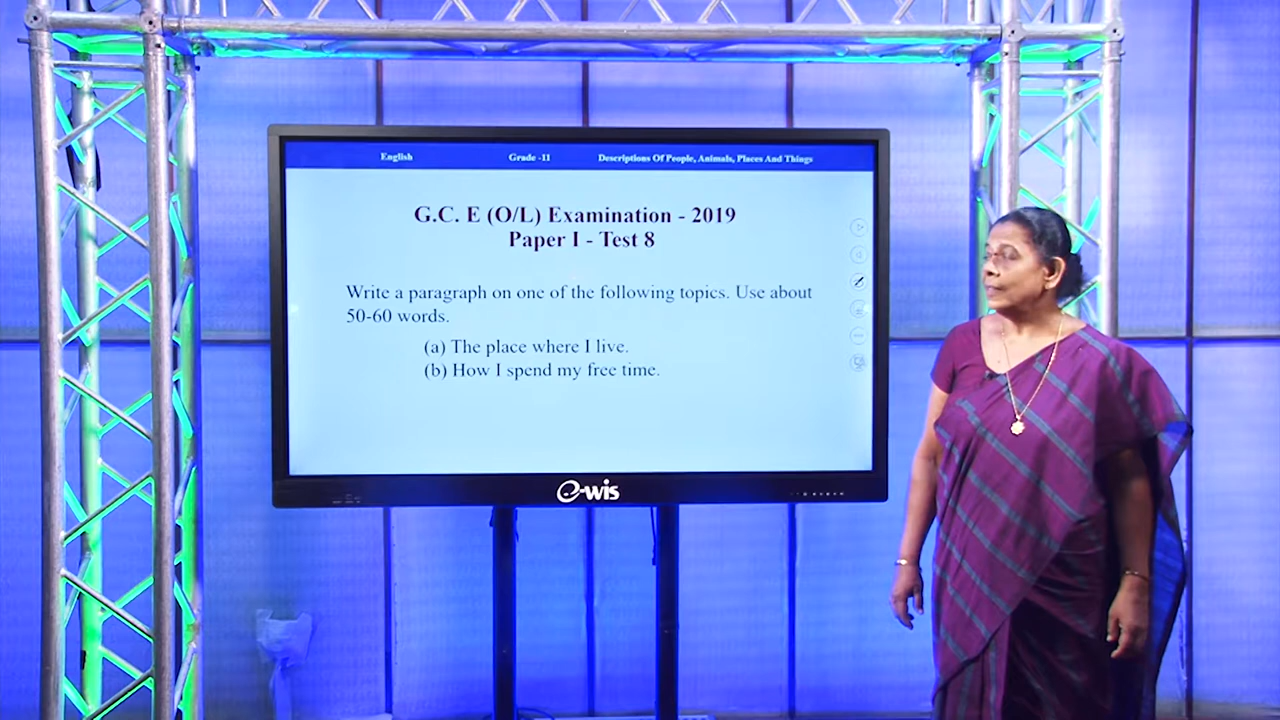 English Grade -11 Descriptions Of People, Animals, Places And Things
G.C. E (O/L) Examination - 2019
Paper I - Test 8
Write a paragraph on one of the following topics. Use about
50-60 words.
(a) The place where I live.
(b) How I spend my free time.
e-wis